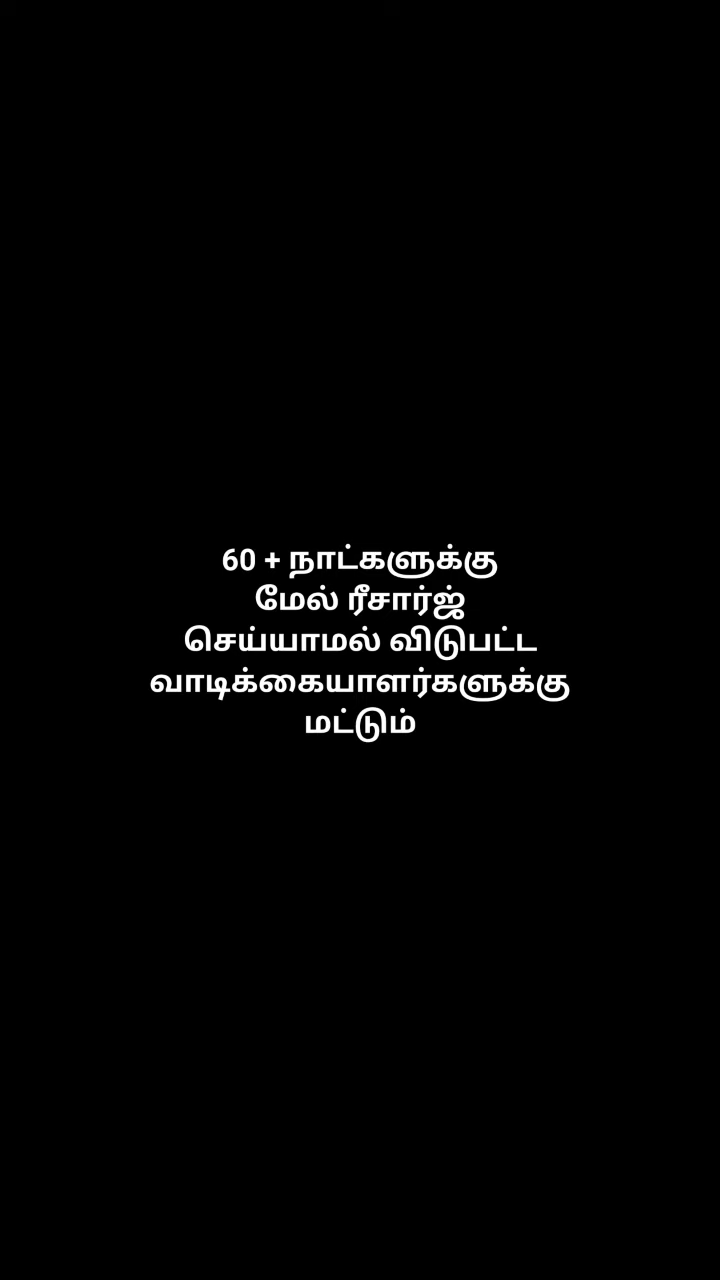 60 + நாட்களுக்கு
மேல் ரீசார்ஜ்
செய்யாமல் விடுபட்ட
வாடிக்கையாளர்களுக்கு
மட்டும்